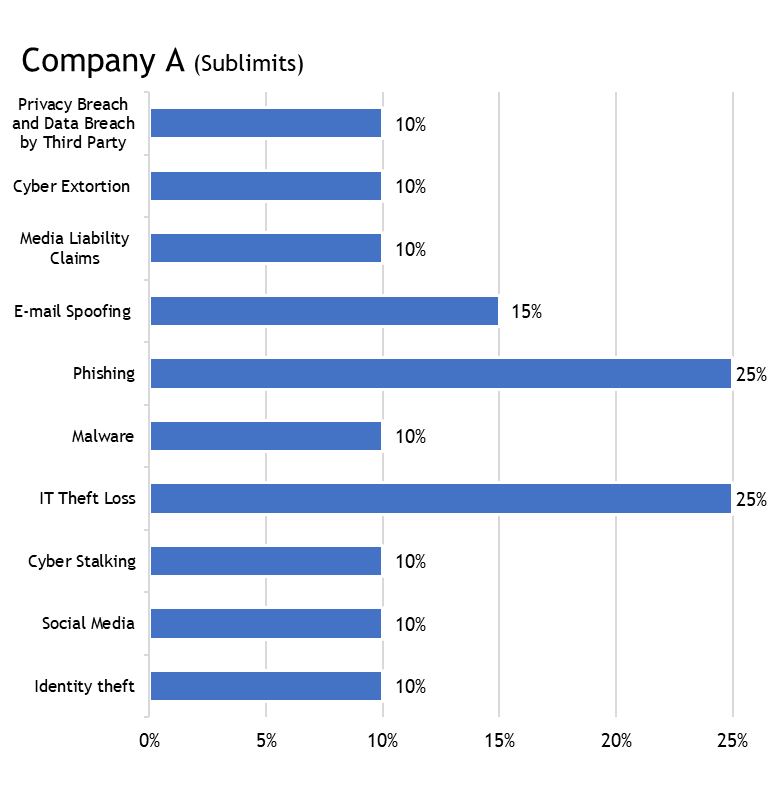 Company A (Sublimits)
Privacy Breach
and Data Breach
by Third Party
10%
Cyber Extortion
10%
Media Liability
Claims
10%
E-mail Spoofing
15%
Phishing
25%
Malware
10%
IT Theft Loss
25%
Cyber Stalking
10%
Social Media
10%
Identity theft
10%
0% 5% 10% 15% 20% 25%